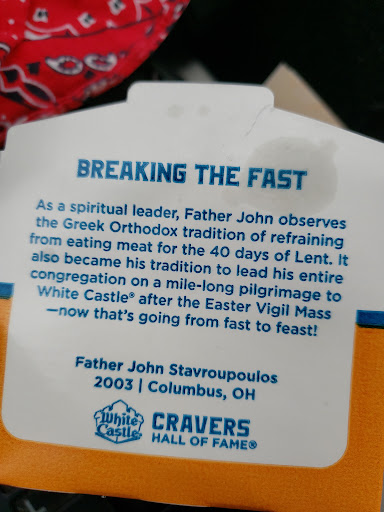 BREAKING THE FAST
As a spiritual leader, Father John observes
the Greek Orthodox tradition of refraining
from eating meat for the 40 days of Lent. It
also became his tradition to lead his entire
congregation on a mile-long pilgrimage to
White Castle® after the Easter Vigil Mass
—now that's going from fast to feast!
Father John Stavroupoulos
2003 | Columbus, OH
White
Castle
CRAVERS
HALL OF FAME®